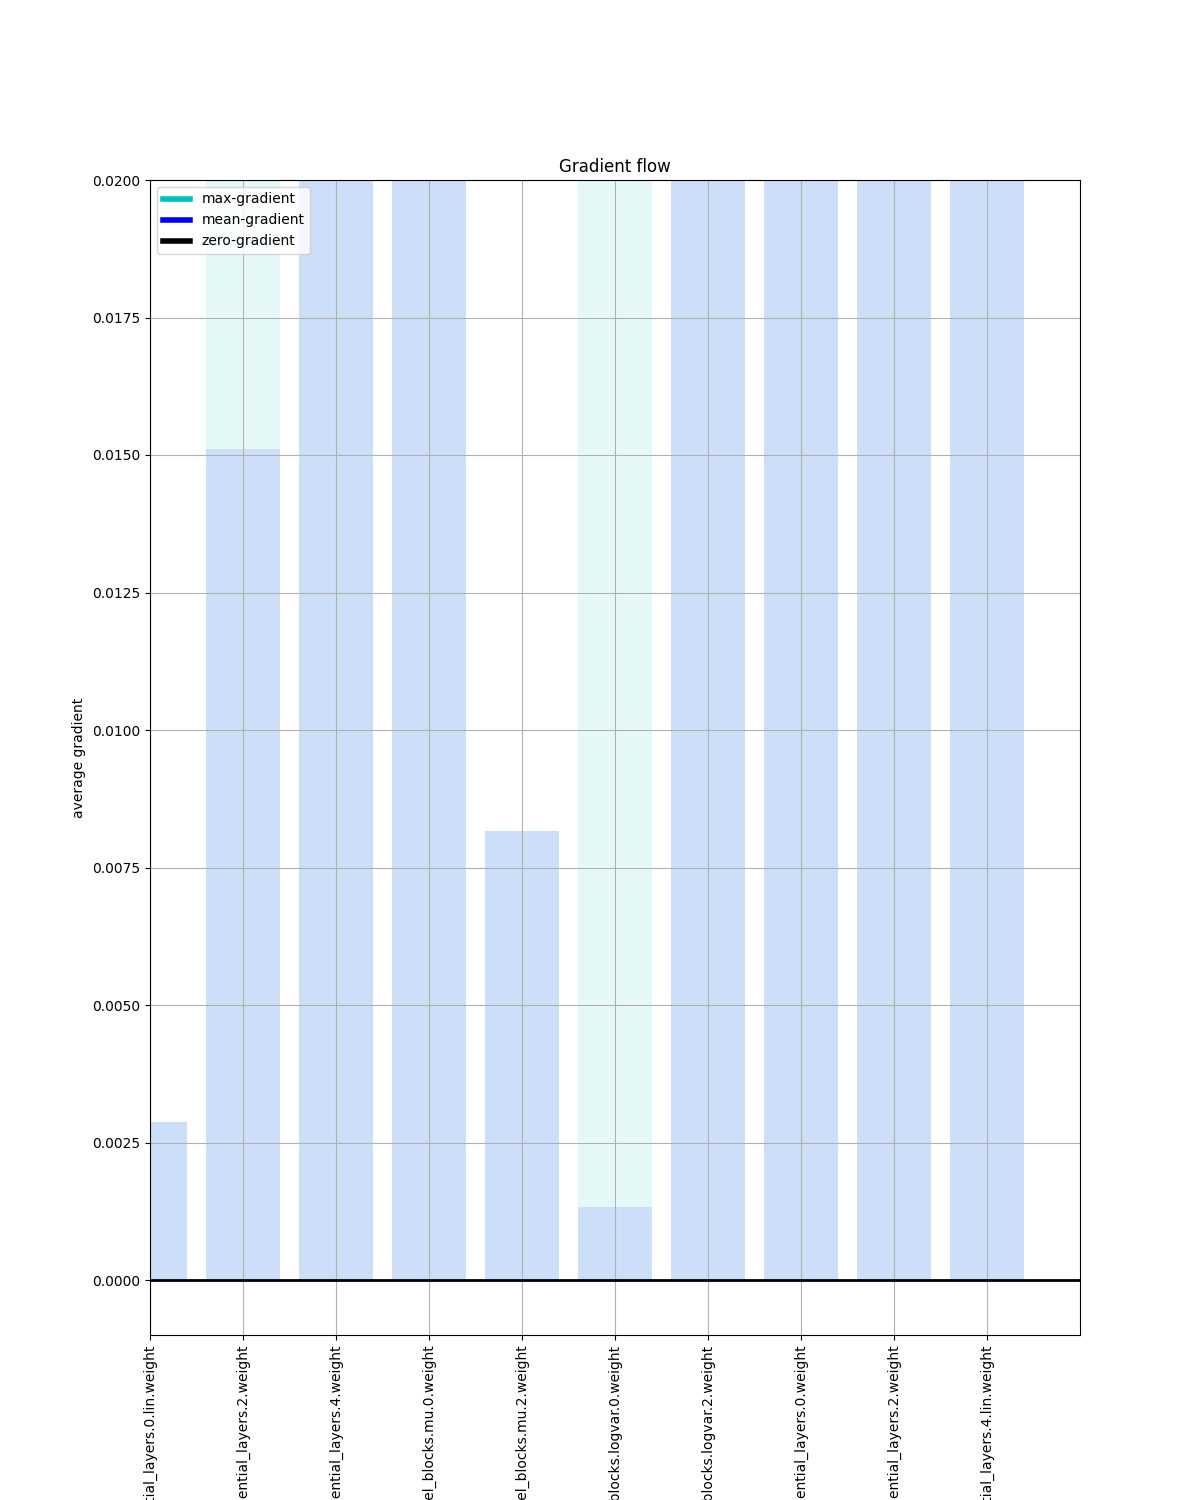 Gradient flow
max-gradient
mean-gradient
zero-gradient
0.0200
0.0175
0.0150
0.0125
0.0100
0.0075
0.0050
0.0025
0.0000
average gradient
tial_layers.0.lin.weight
ential_layers.2.weight
ential_layers.4.weight
el_blocks.mu.0.weight
el_blocks.mu.2.weight
blocks.logvar.0.weight
blocks.logvar.2.weight
ential_layers.0.weight
ential_layers.2.weight
tial_layers.4.lin.weight